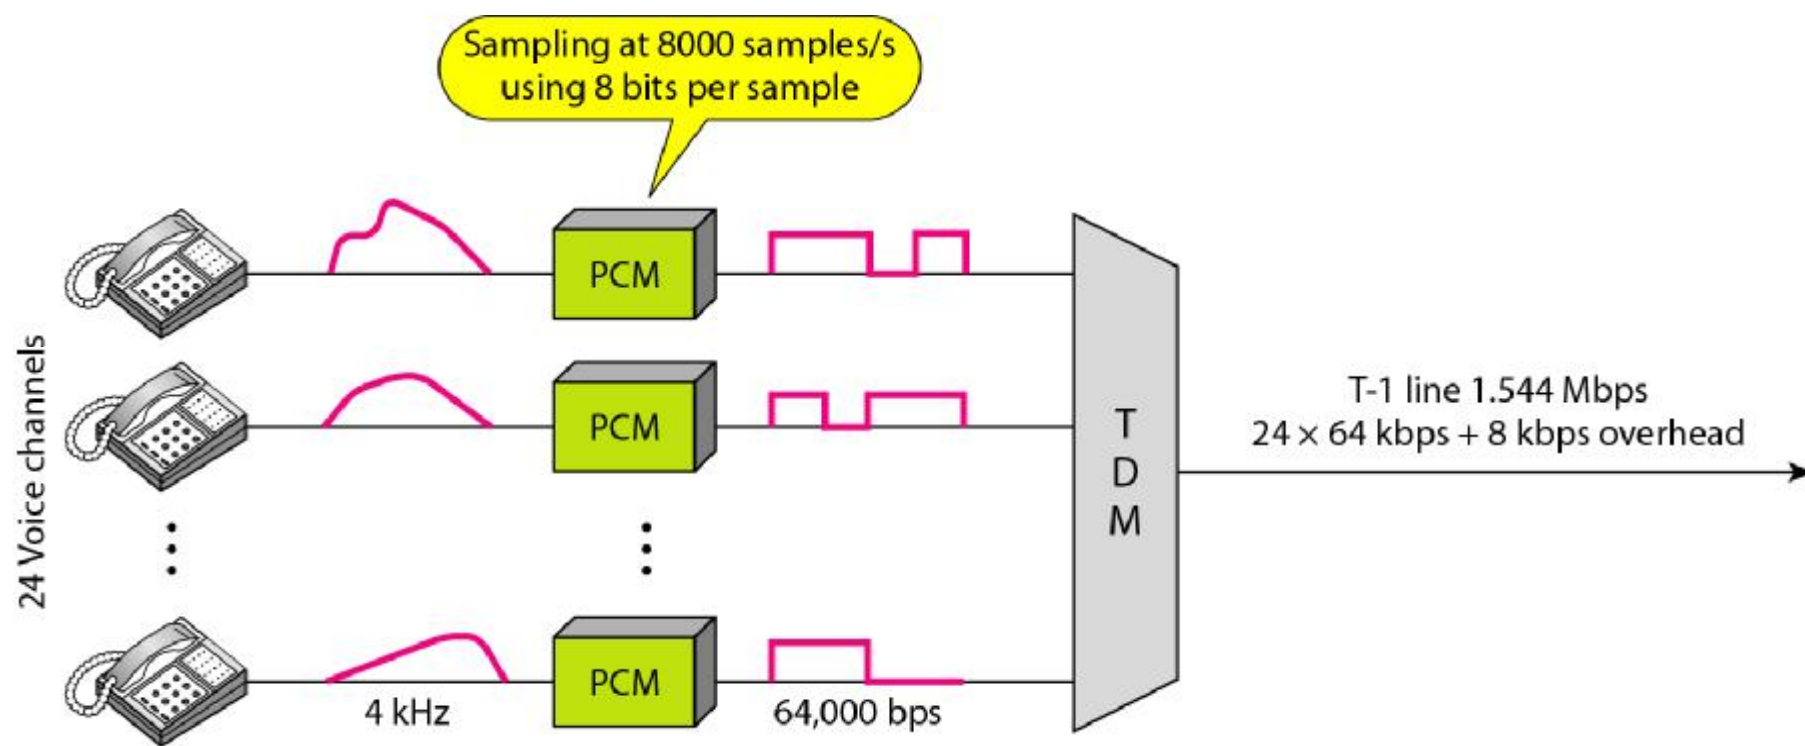 Sampling at 8000 samples/s
using 8 bits per sample
24 Voice channels
PCM
PCM
PCM
4 kHz
64,000 bps
T
D
M
T-1 line 1.544 Mbps
24 × 64 kbps + 8 kbps overhead